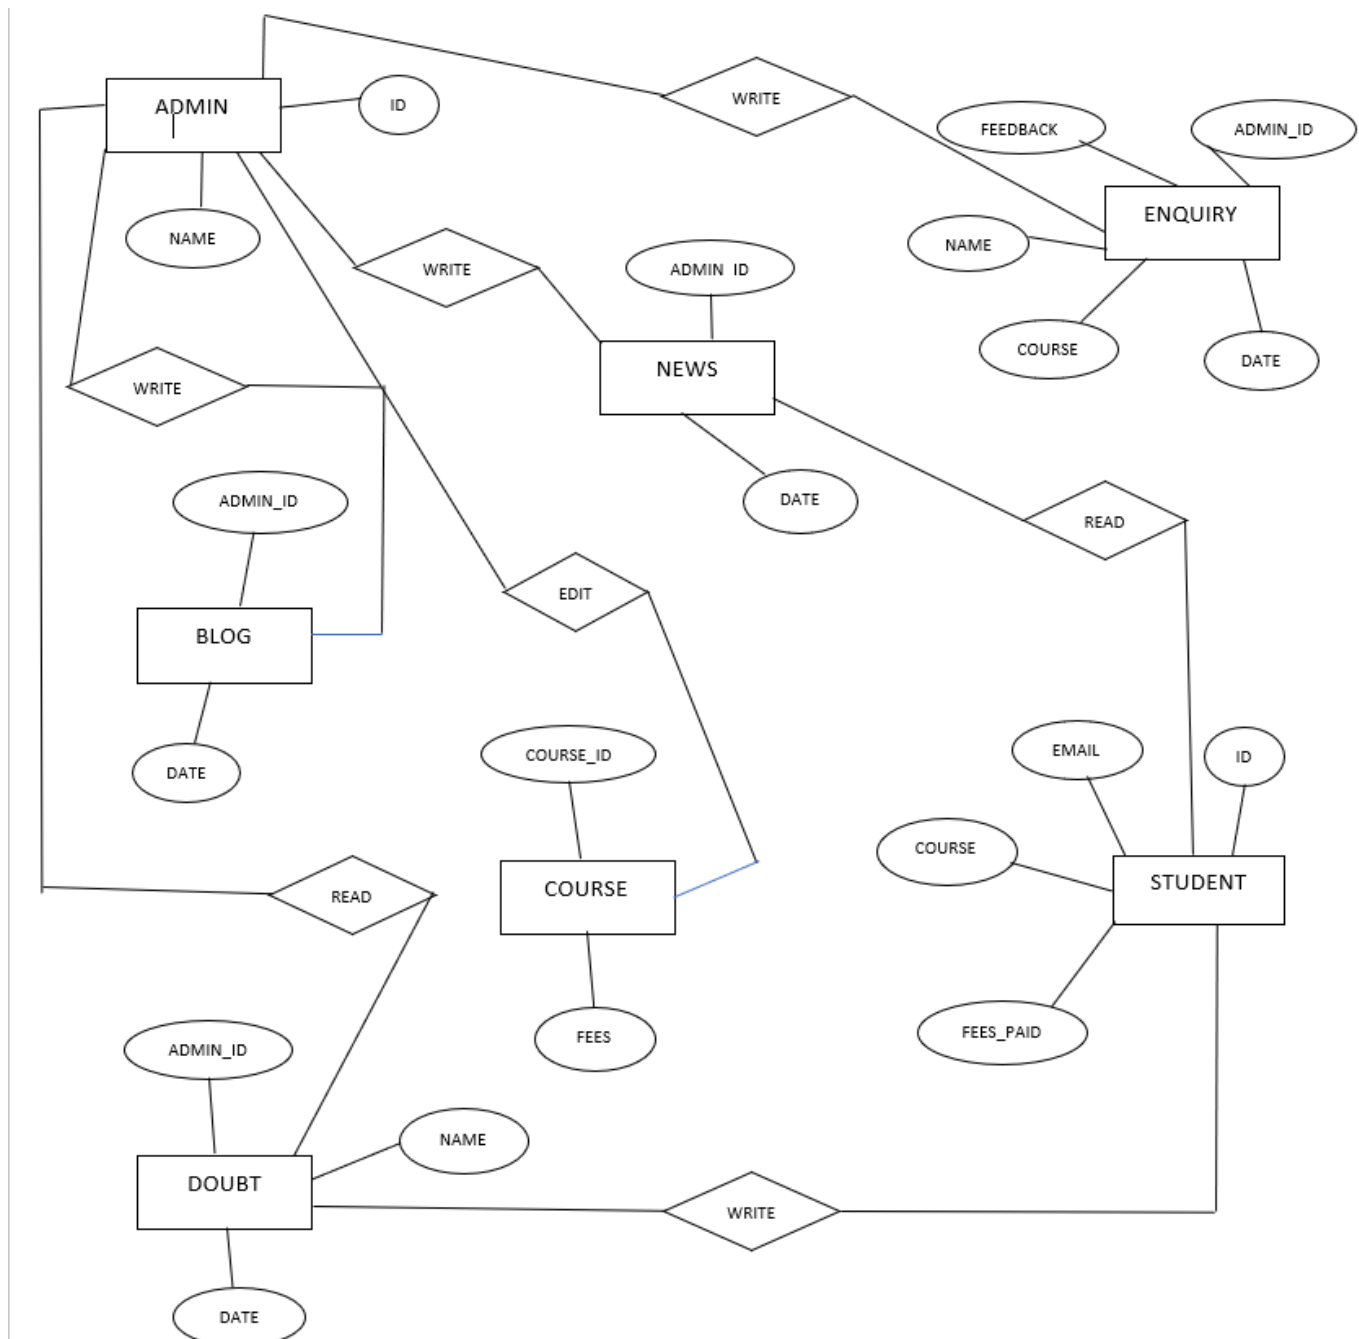 ADMIN
ID
WRITE
FEEDBACK
ADMIN_ID
ENQUIRY
NAME
WRITE
ADMIN_ID
NAME
COURSE
DATE
NEWS
WRITE
DATE
READ
ADMIN_ID
EDIT
BLOG
DATE
COURSE_ID
EMAIL
ID
COURSE
STUDENT
COURSE
READ
FEES
FEES_PAID
ADMIN_ID
NAME
DOUBT
WRITE
DATE